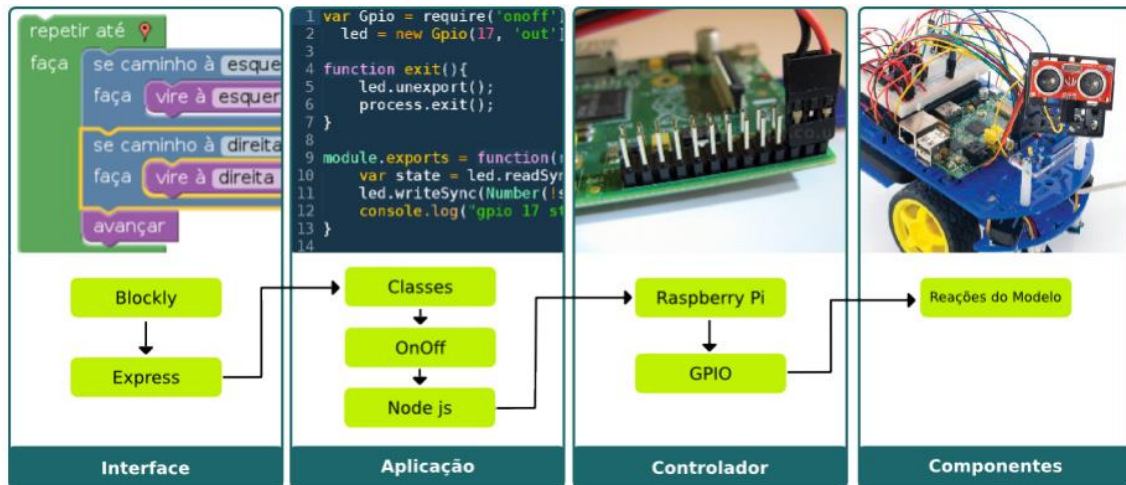 repetir até
faça
se caminho à esque
faça vire à esquer
se caminho à direita
faça vire à direita
avançar
1 var Gpio = require('onoff')
2 led = new Gpio(17, 'out')
3
4 function exit(){
5 led.unexport();
6 process.exit();
7 }
8
9 module.exports = function(
10 var state = led.readSyn
11 led.writeSync(Number(!s
12 console.log("gpio 17 st
13 }
14
Blockly
Express
Classes
OnOff
Node js
Raspberry Pi
GPIO
Reações do Modelo
Interface
Aplicação
Controlador
Componentes